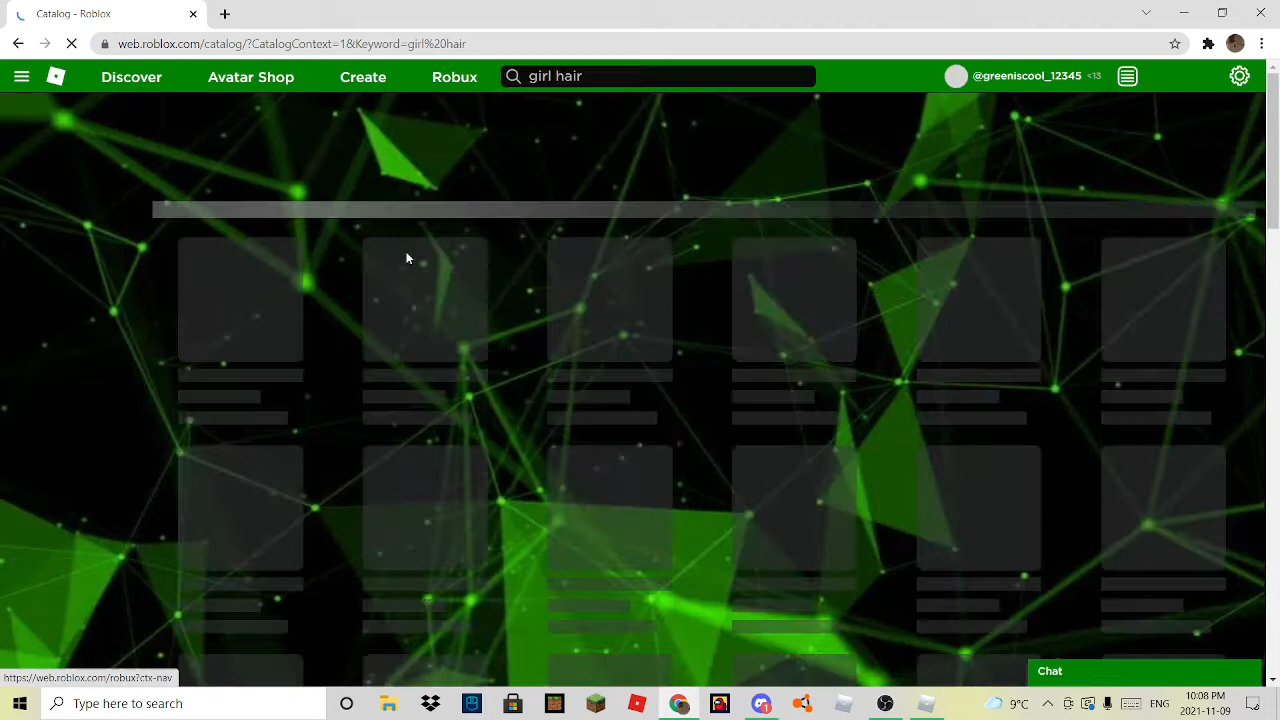 Catalog - Roblox
web.roblox.com/catalog/?CatalogContext=1&Keyword=girl%20hair
Discover
Avatar Shop
Create
Robux
girl hair
@greeniscool_12345 <13
https://web.roblox.com/robux?ctx-nav
Chat
Type here to search
1
9°C
ENG
10:08 PM
2021-11-09